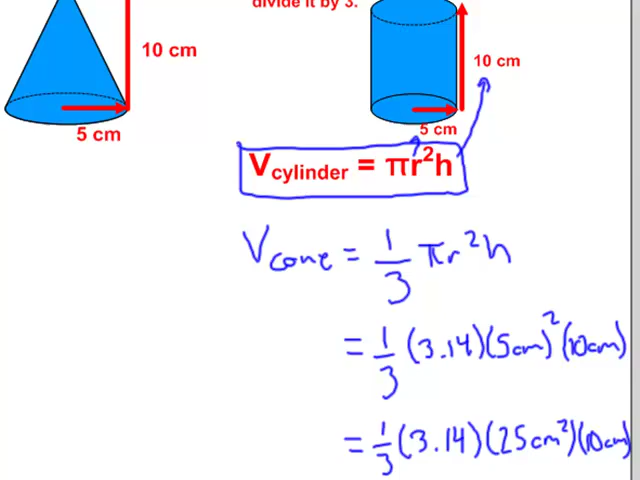 divide it by 3.
10 cm
10 cm
5 cm
5 cm
Vcylinder = πr²h
Vcone = 1/3 πr²h
= 1/3 (3.14)(5cm)²(10cm)
= 1/3 (3.14)(25cm²)(10cm)